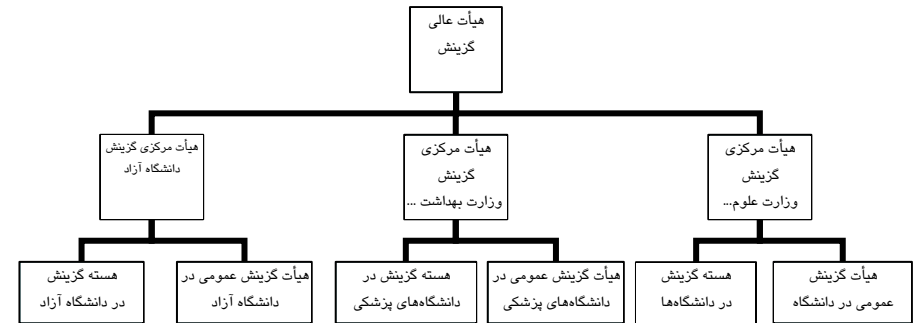 هیأت عالی
گزینش
هیأت مرکزی
گزینش
وزارت علوم...
هیأت مرکزی
گزینش
وزارت بهداشت ...
هیأت مرکزی گزینش
دانشگاه آزاد
هیأت گزینش
عمومی در دانشگاه
هسته گزینش
در دانشگاه‌ها
هیأت گزینش عمومی در
دانشگاه‌های پزشکی
هسته گزینش در
دانشگاه‌های پزشکی
هیأت گزینش عمومی در
دانشگاه آزاد
هسته گزینش
در دانشگاه آزاد